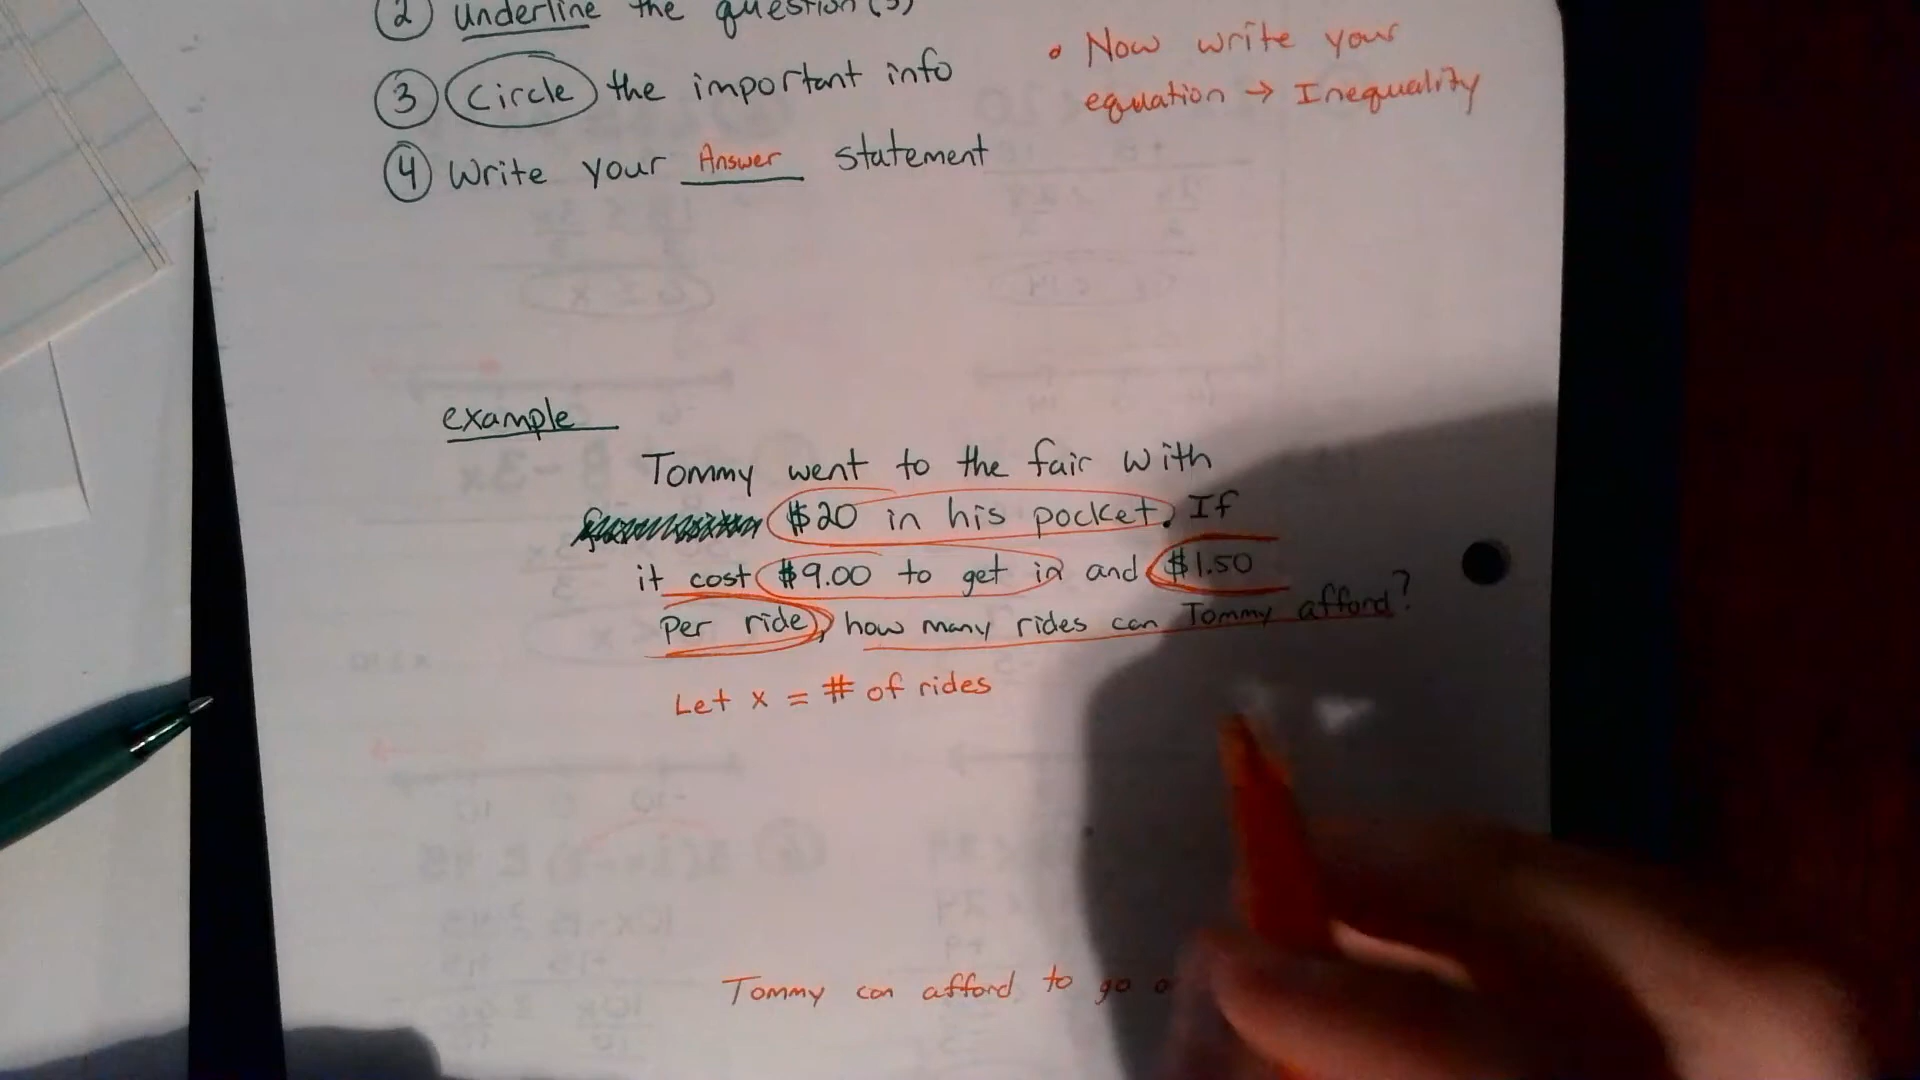 ② underline the question(s)
③ Circle the important info
④ Write your Answer statement
• Now write your
equation → Inequality
example
Tommy went to the fair with
$20 in his pocket. If
it cost $9.00 to get in and $1.50
per ride, how many rides can Tommy afford?
Let x = # of rides
Tommy can afford to go